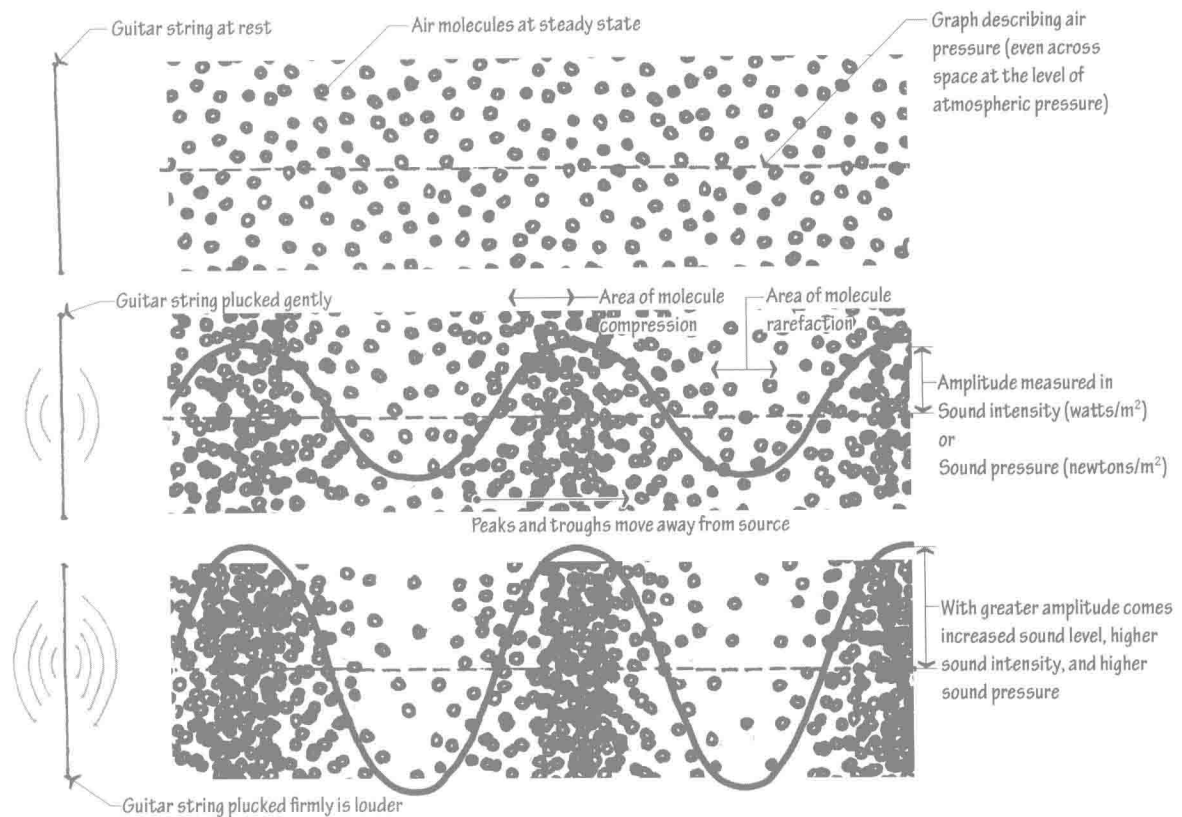 Guitar string at rest
Air molecules at steady state
Graph describing air
pressure (even across
space at the level of
atmospheric pressure)
Guitar string plucked gently
Area of molecule
compression
Area of molecule
rarefaction
Amplitude measured in
Sound intensity (watts/m²)
or
Sound pressure (newtons/m²)
Peaks and troughs move away from source
With greater amplitude comes
increased sound level, higher
sound intensity, and higher
sound pressure
Guitar string plucked firmly is louder